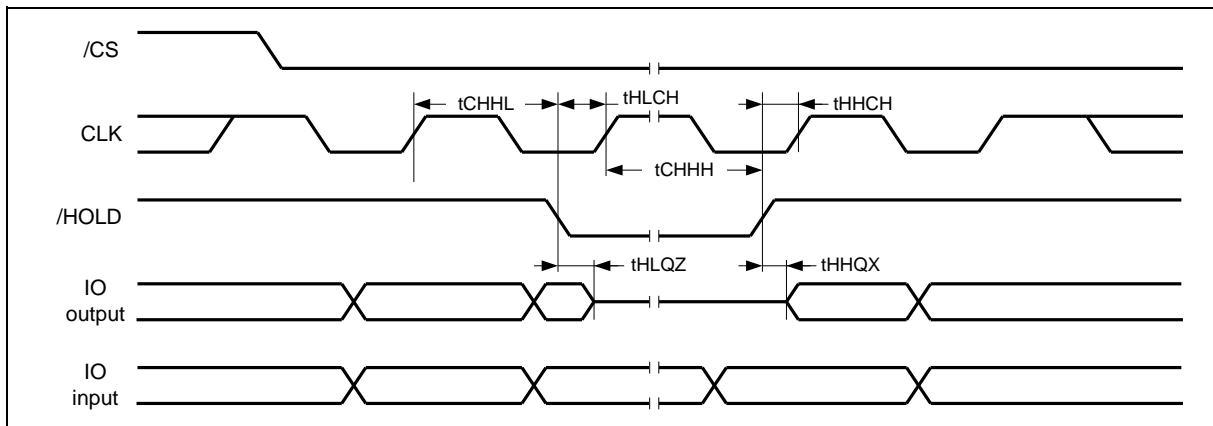 /CS
tCHHL
tHLCH
tHHCH
CLK
tCHHH
/HOLD
tHLQZ
tHHQX
IO
output
IO
input